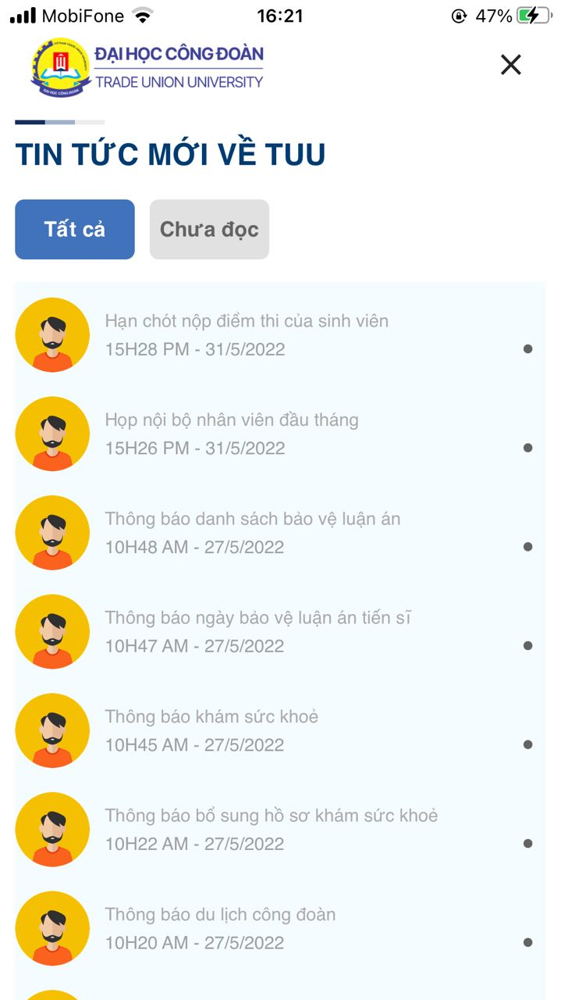 MobiFone
16:21
47%
ĐẠI HỌC CÔNG ĐOÀN
TRADE UNION UNIVERSITY
ĐẠI HỌC CÔNG ĐOÀN
TIN TỨC MỚI VỀ TUU
Tất cả
Chưa đọc
Hạn chót nộp điểm thi của sinh viên
15H28 PM - 31/5/2022
Họp nội bộ nhân viên đầu tháng
15H26 PM - 31/5/2022
Thông báo danh sách bảo vệ luận án
10H48 AM - 27/5/2022
Thông báo ngày bảo vệ luận án tiến sĩ
10H47 AM - 27/5/2022
Thông báo khám sức khoẻ
10H45 AM - 27/5/2022
Thông báo bổ sung hồ sơ khám sức khoẻ
10H22 AM - 27/5/2022
Thông báo du lịch công đoàn
10H20 AM - 27/5/2022